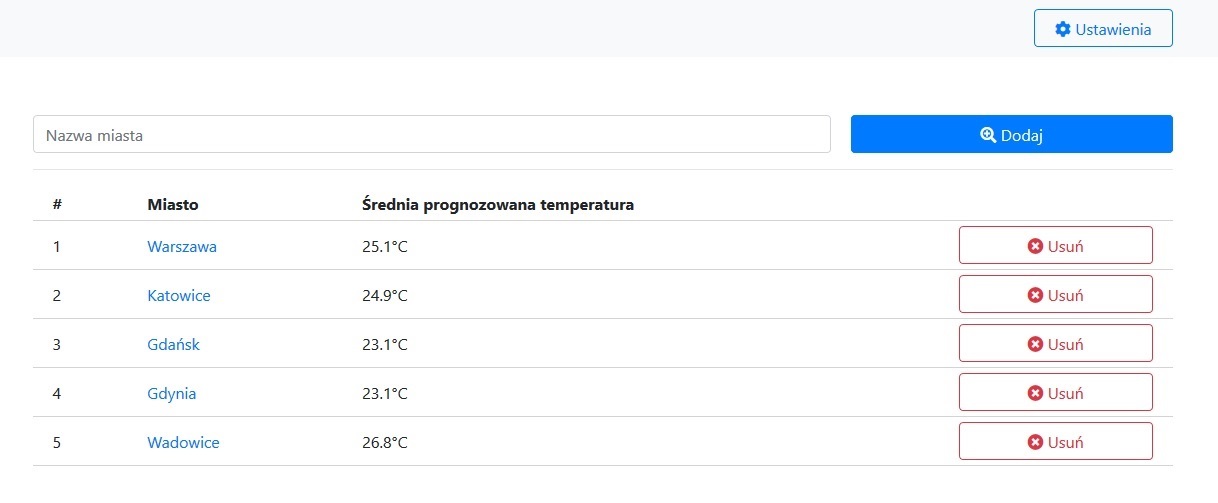 Ustawienia
Nazwa miasta Dodaj
# Miasto Średnia prognozowana temperatura
1 Warszawa 25.1°C Usuń
2 Katowice 24.9°C Usuń
3 Gdańsk 23.1°C Usuń
4 Gdynia 23.1°C Usuń
5 Wadowice 26.8°C Usuń